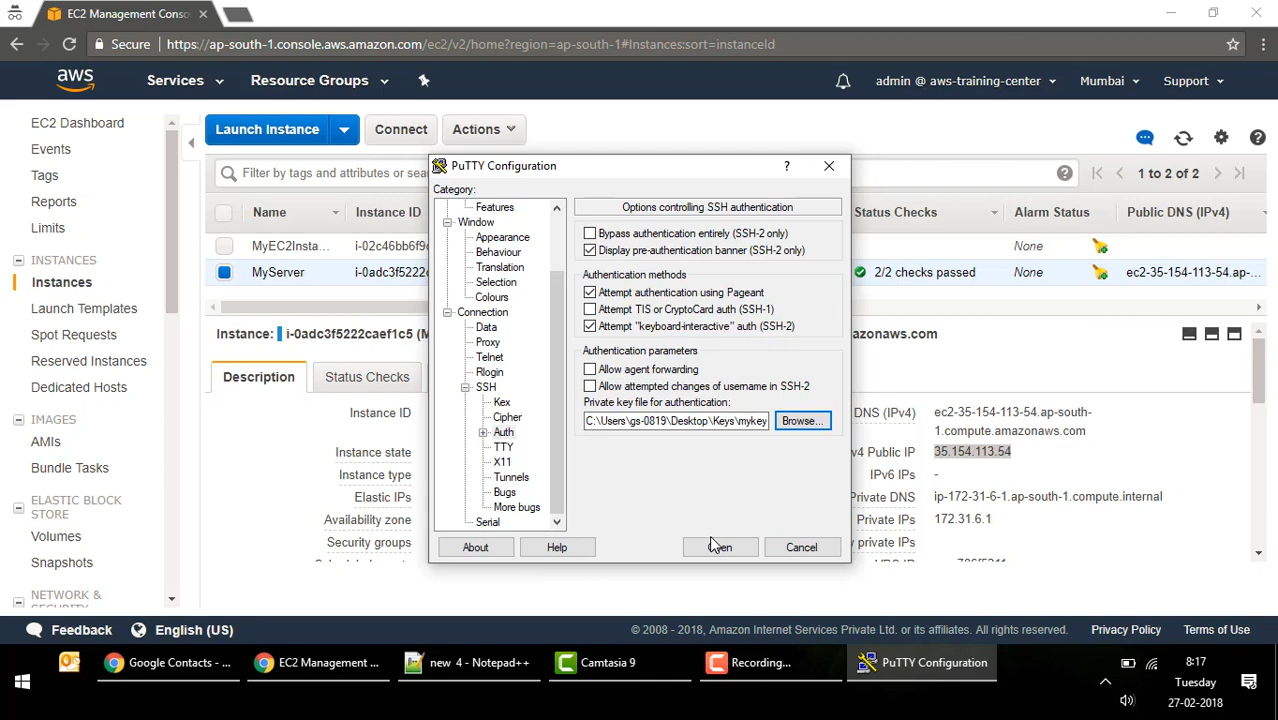 EC2 Management Conso
Secure
https://ap-south-1.console.aws.amazon.com/ec2/v2/home?region=ap-south-1#Instances:sort=instanceId
aws
Services
Resource Groups
admin @ aws-training-center
Mumbai
Support
EC2 Dashboard
Events
Tags
Reports
Limits
INSTANCES
Instances
Launch Templates
Spot Requests
Reserved Instances
Dedicated Hosts
IMAGES
AMIs
Bundle Tasks
ELASTIC BLOCK
STORE
Volumes
Snapshots
NETWORK &
SECURITY
Launch Instance
Connect
Actions
Filter by tags and attributes or sea
1 to 2 of 2
Name
Instance ID
Status Checks
Alarm Status
Public DNS (IPv4)
MyEC2Insta...
i-02c46bb6f9c
None
MyServer
i-0adc3f5222
2/2 checks passed
None
ec2-35-154-113-54.ap-...
Instance:
i-0adc3f5222caef1c5 (M
azonaws.com
Description
Status Checks
Instance ID
Instance state
Instance type
Elastic IPs
Availability zone
Security groups
DNS (IPv4)
ec2-35-154-113-54.ap-south-
1.compute.amazonaws.com
v4 Public IP
35.154.113.54
IPv6 IPs
-
Private DNS
ip-172-31-6-1.ap-south-1.compute.internal
Private IPs
172.31.6.1
y private IPs
PuTTY Configuration
?
Category:
Features
Window
Appearance
Behaviour
Translation
Selection
Colours
Connection
Data
Proxy
Telnet
Rlogin
SSH
Kex
Cipher
Auth
TTY
X11
Tunnels
Bugs
More bugs
Serial
Options controlling SSH authentication
Bypass authentication entirely (SSH-2 only)
Display pre-authentication banner (SSH-2 only)
Authentication methods
Attempt authentication using Pageant
Attempt TIS or CryptoCard auth (SSH-1)
Attempt "keyboard-interactive" auth (SSH-2)
Authentication parameters
Allow agent forwarding
Allow attempted changes of username in SSH-2
Private key file for authentication:
C:\Users\gs-0819\Desktop\Keys\mykey
Browse...
About
Help
Cancel
Feedback
English (US)
© 2008 - 2018, Amazon Internet Services Private Ltd. or its affiliates. All rights reserved.
Privacy Policy
Terms of Use
Google Contacts - ...
EC2 Management ...
new 4 - Notepad++
Camtasia 9
Recording...
PuTTY Configuration
8:17
Tuesday
27-02-2018